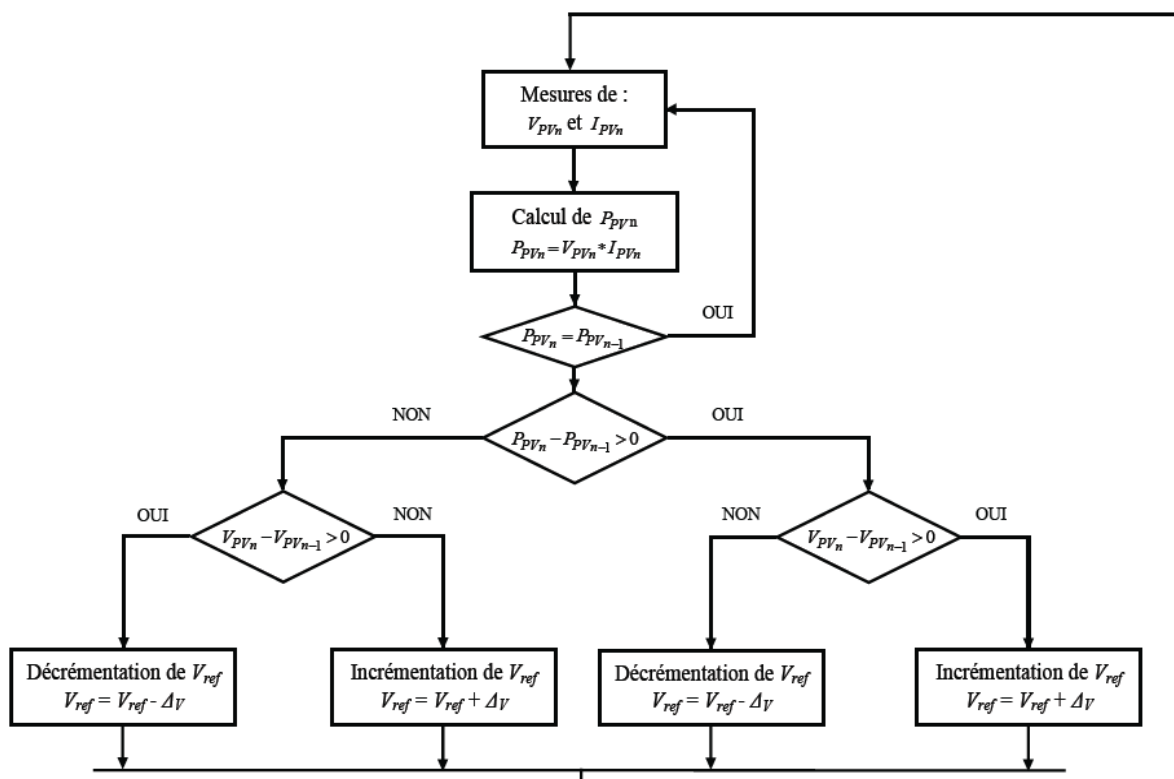 Mesures de :
V_{PVn} et I_{PVn}
Calcul de P_{PVn}
P_{PVn} = V_{PVn} * I_{PVn}
OUI
P_{PVn} = P_{PVn-1}
NON
OUI
P_{PVn} − P_{PVn-1} > 0
OUI
NON
NON
OUI
V_{PVn} − V_{PVn-1} > 0
V_{PVn} − V_{PVn-1} > 0
Décrémentation de V_{ref}
V_{ref} = V_{ref} - Δ_V
Incrémentation de V_{ref}
V_{ref} = V_{ref} + Δ_V
Décrémentation de V_{ref}
V_{ref} = V_{ref} - Δ_V
Incrémentation de V_{ref}
V_{ref} = V_{ref} + Δ_V